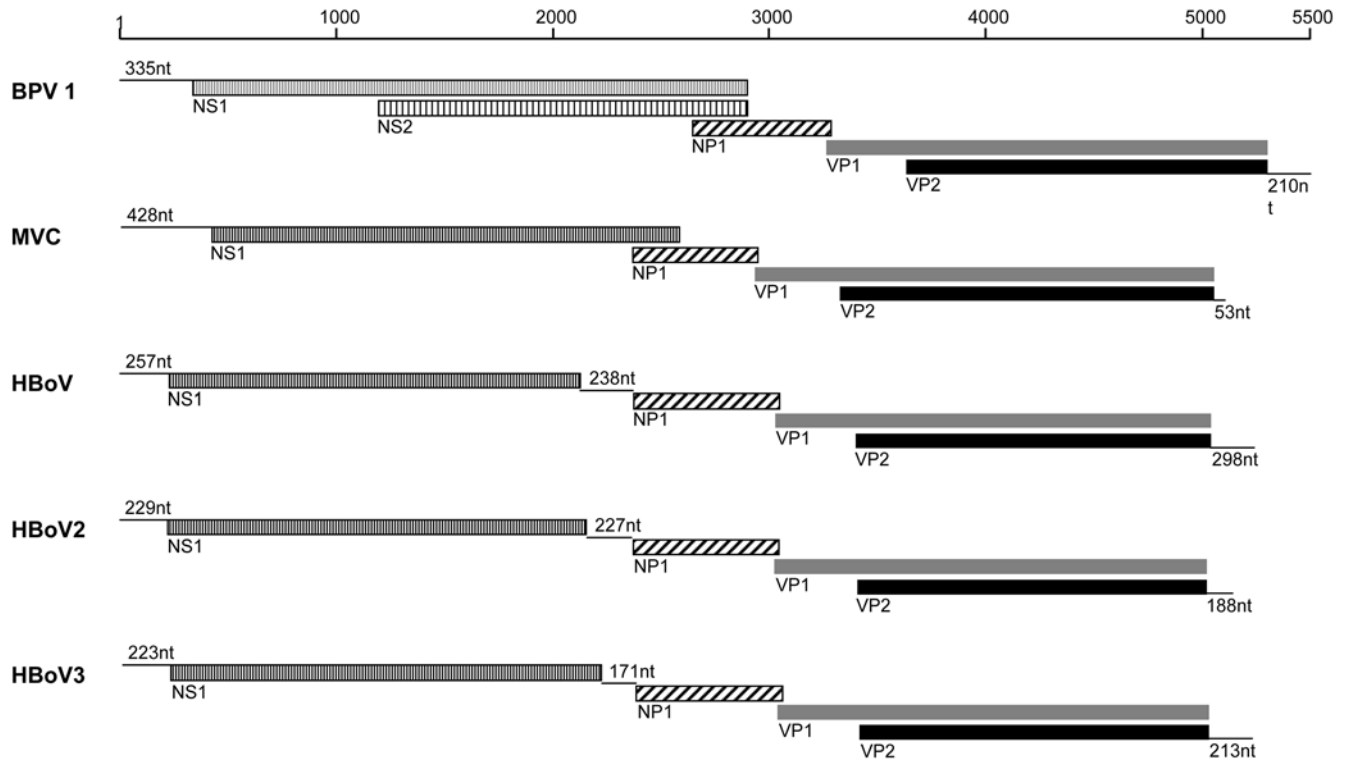 1 1000 2000 3000 4000 5000 5500
335nt
BPV 1
NS1
NS2
NP1
VP1
VP2
210n
t
428nt
MVC
NS1
NP1
VP1
VP2
53nt
257nt
HBoV
238nt
NS1
NP1
VP1
VP2
298nt
229nt
HBoV2
227nt
NS1
NP1
VP1
VP2
188nt
223nt
HBoV3
171nt
NS1
NP1
VP1
VP2
213nt